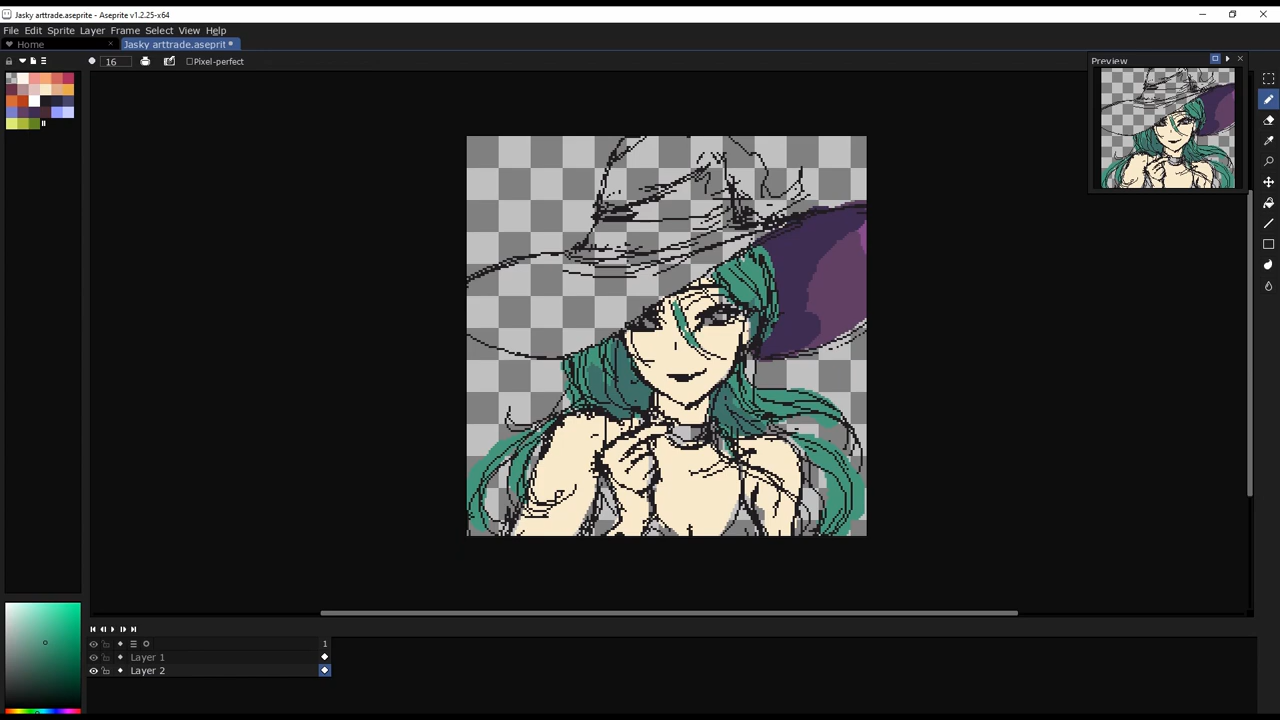 Jasky arttrade.aseprite - Aseprite v1.2.25-x64
File Edit Sprite Layer Frame Select View Help
Home Jasky arttrade.aseprit
16 Pixel-perfect
Preview
1
Layer 1
Layer 2